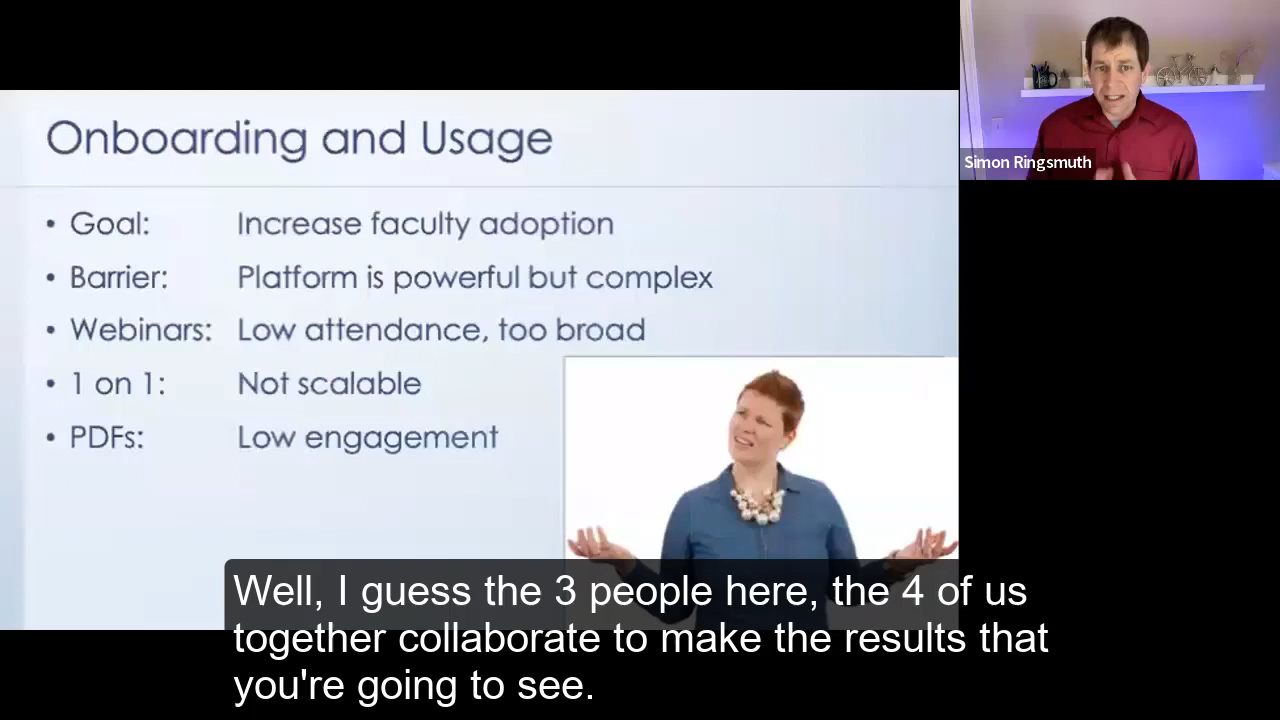 Onboarding and Usage
• Goal: Increase faculty adoption
• Barrier: Platform is powerful but complex
• Webinars: Low attendance, too broad
• 1 on 1: Not scalable
• PDFs: Low engagement
Simon Ringsmuth
Well, I guess the 3 people here, the 4 of us
together collaborate to make the results that
you're going to see.